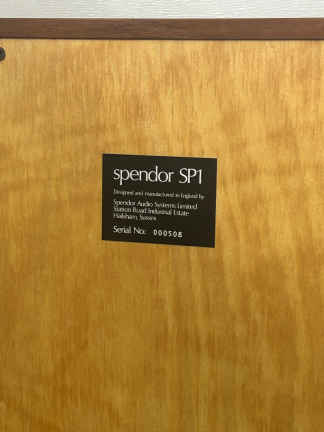 spendor SP1
Designed and manufactured in England by
Spendor Audio Systems Limited
Station Road Industrial Estate
Hailsham, Sussex
Serial No: 000508